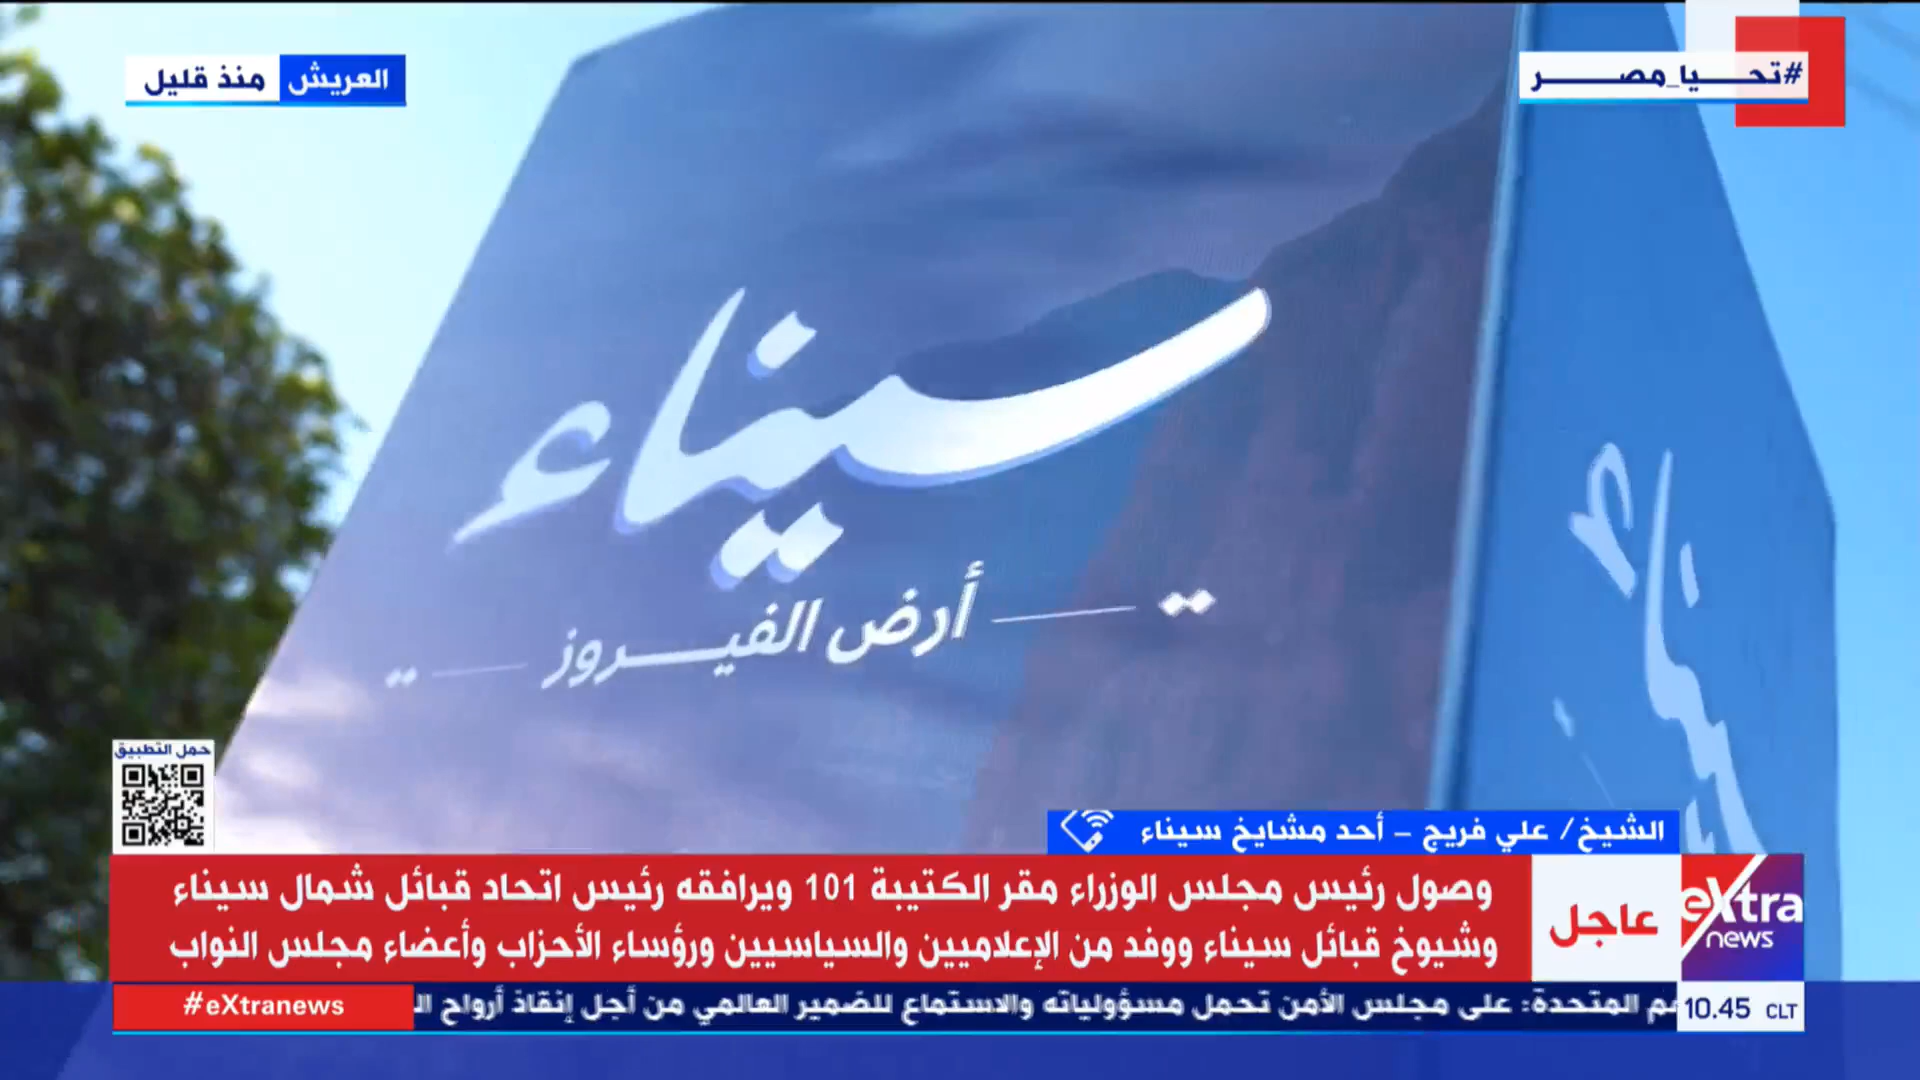 #تحـــيا_مصـــــر
العريش منذ قليل
سيناء
أرض الفيـــروز
حمل التطبيق
الشيخ/ علي فريج - أحد مشايخ سيناء
عاجل
وصول رئيس مجلس الوزراء مقر الكتيبة 101 ويرافقه رئيس اتحاد قبائل شمال سيناء
وشيوخ قبائل سيناء ووفد من الإعلاميين والسياسيين ورؤساء الأحزاب وأعضاء مجلس النواب
eXtra
news
المتحدة: على مجلس الأمن تحمل مسؤولياته والاستماع للضمير العالمي من أجل إنقاذ أرواح
#eXtranews
10.45 CLT